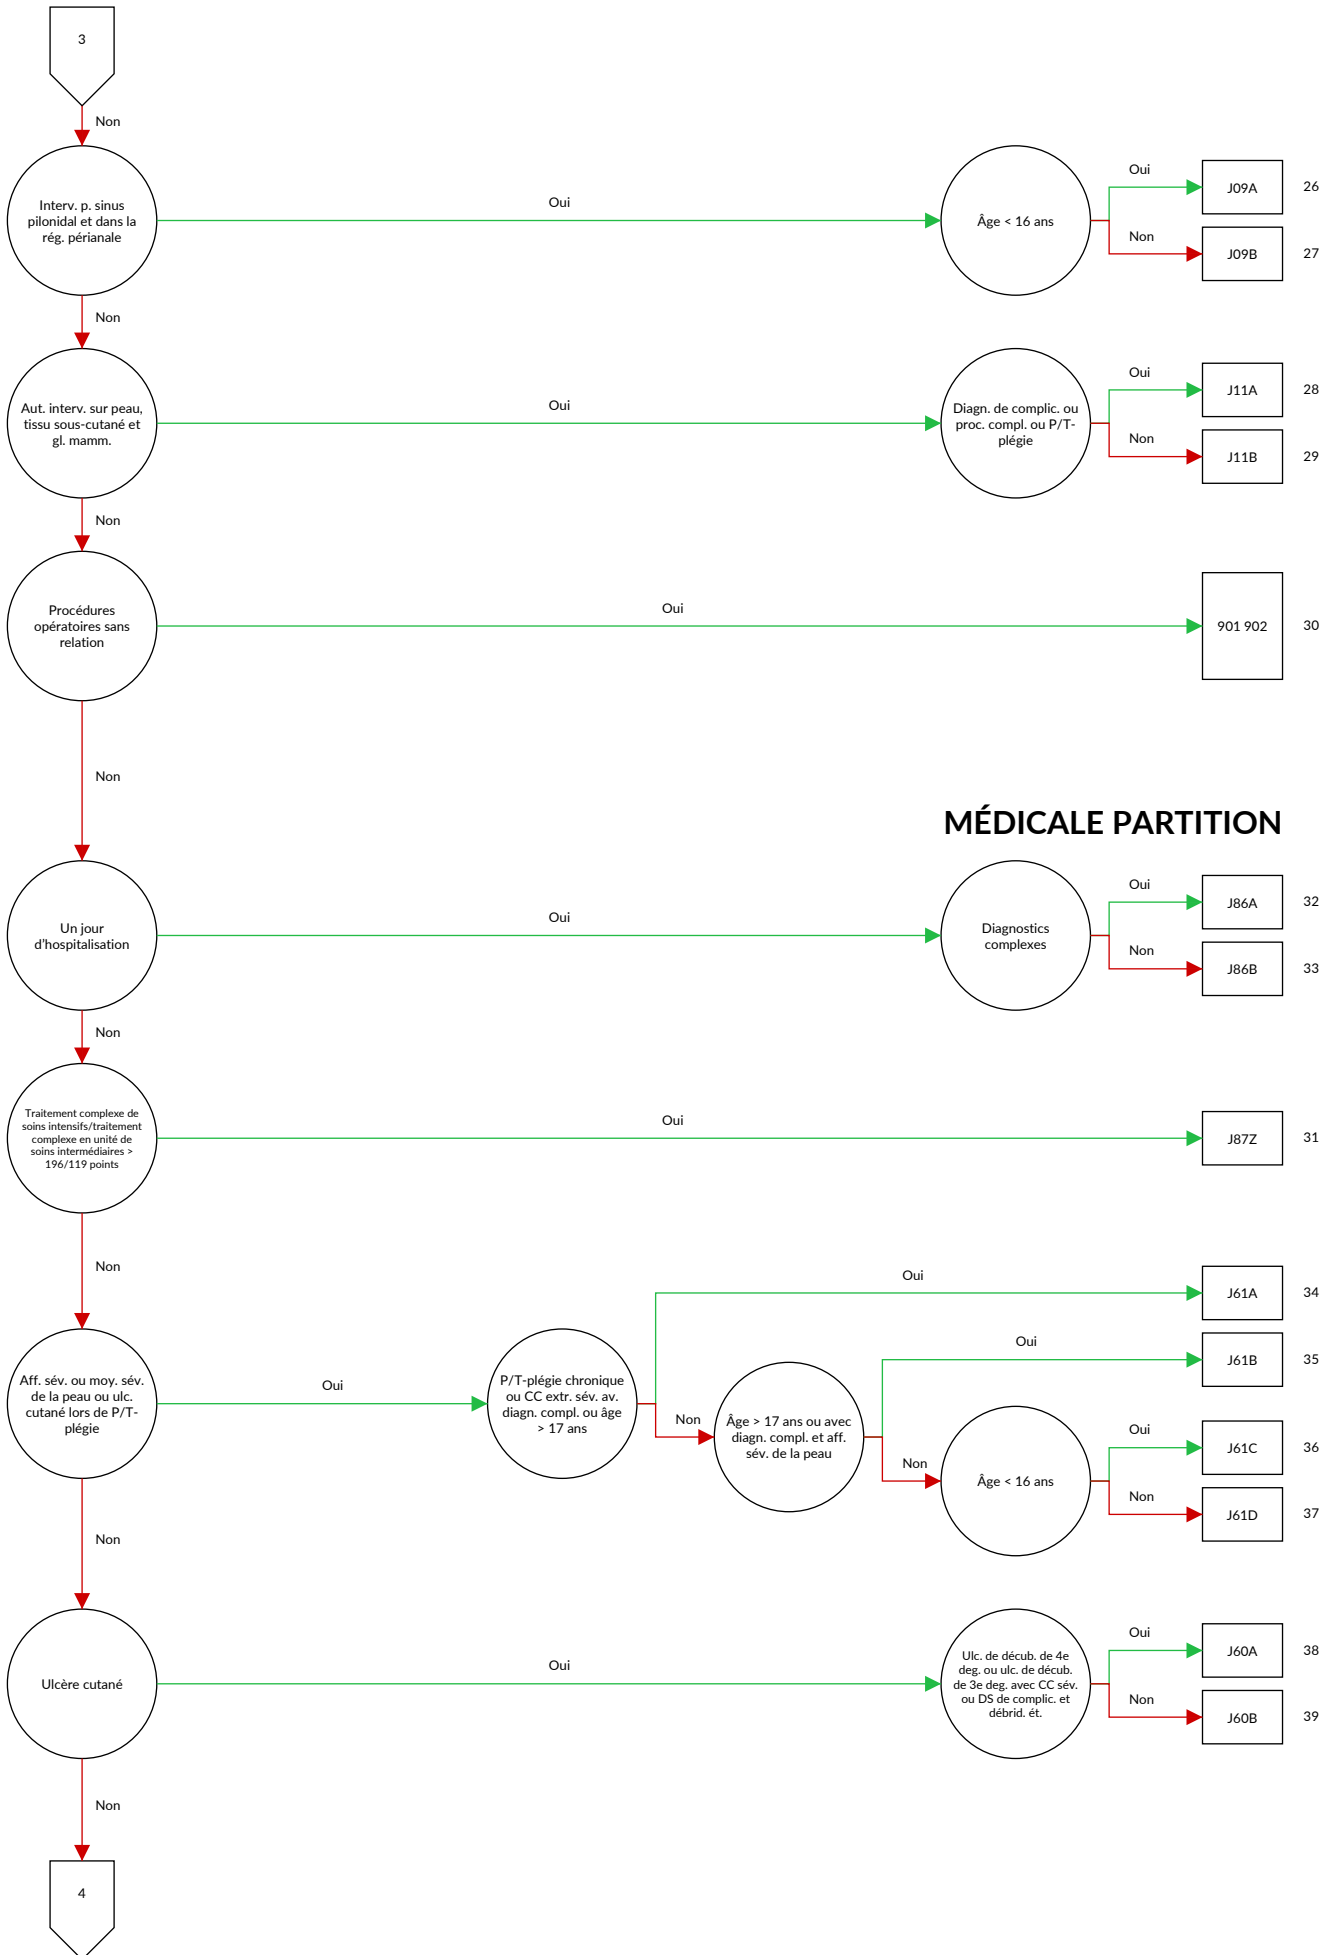 3
Non
Interv. p. sinus
pilonidal et dans la
rég. périanale
Oui
Âge < 16 ans
Oui
J09A
26
Non
J09B
27
Non
Aut. interv. sur peau,
tissu sous-cutané et
gl. mamm.
Oui
Diagn. de complic. ou
proc. compl. ou P/T-
plégie
Oui
J11A
28
Non
J11B
29
Non
Procédures
opératoires sans
relation
Oui
901 902
30
Non
MÉDICALE PARTITION
Un jour
d'hospitalisation
Oui
Diagnostics
complexes
Oui
J86A
32
Non
J86B
33
Non
Traitement complexe de
soins intensifs/traitement
complexe en unité de
soins intermédiaires >
196/119 points
Oui
J87Z
31
Non
Aff. sév. ou moy. sév.
de la peau ou ulc.
cutané lors de P/T-
plégie
Oui
P/T-plégie chronique
ou CC extr. sév. av.
diagn. compl. ou âge
> 17 ans
Oui
J61A
34
Non
Âge > 17 ans ou avec
diagn. compl. et aff.
sév. de la peau
Oui
J61B
35
Non
Âge < 16 ans
Oui
J61C
36
Non
J61D
37
Non
Ulcère cutané
Oui
Ulc. de décub. de 4e
deg. ou ulc. de décub.
de 3e deg. avec CC sév.
ou DS de complic. et
débrid. ét.
Oui
J60A
38
Non
J60B
39
Non
4